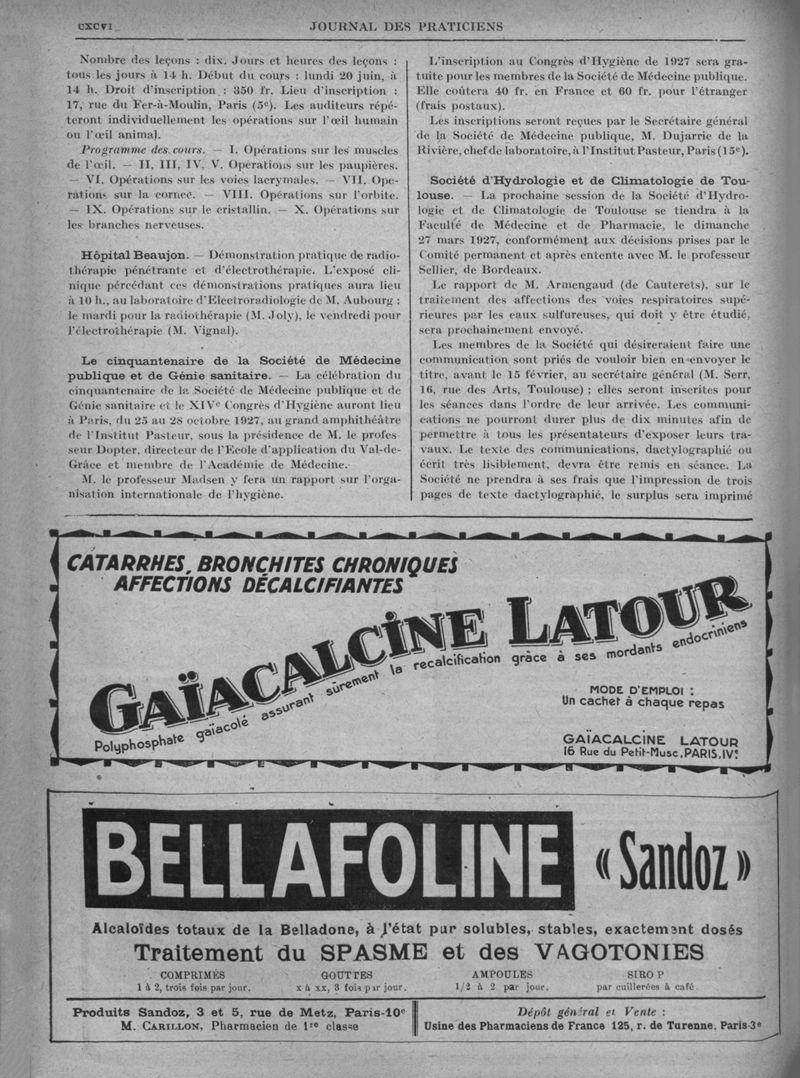 CXCVI
JOURNAL DES PRATICIENS
Nombre des leçons : dix. Jours et heures des leçons :
tous les jours à 14 h. Début du cours : lundi 20 juin, à
14 h. Droit d'inscription : 350 fr. Lieu d'inscription :
17, rue du Fer-à-Moulin, Paris (5e). Les auditeurs répé-
teront individuellement les opérations sur l'œil humain
ou l'œil animal.
Programme des cours. — I. Opérations sur les muscles
de l'œil. — II, III, IV, V. Opérations sur les paupières.
— VI. Opérations sur les voies lacrymales. — VII. Opé-
rations sur la cornée. — VIII. Opérations sur l'orbite.
— IX. Opérations sur le cristallin. — X. Opérations sur
les branches nerveuses.
Hôpital Beaujon. — Démonstration pratique de radio-
thérapie pénétrante et d'électrothérapie. L'exposé cli-
nique pércédant ces démonstrations pratiques aura lieu
à 10 h., au laboratoire d'Electroradiologie de M. Aubourg :
le mardi pour la radiothérapie (M. Joly), le vendredi pour
l'électrothérapie (M. Vignal).
Le cinquantenaire de la Société de Médecine
publique et de Génie sanitaire. — La célébration du
cinquantenaire de la Société de Médecine publique et de
Génie sanitaire et le XIVe Congrès d'Hygiène auront lieu
à Paris, du 25 au 28 octobre 1927, au grand amphithéâtre
de l'Institut Pasteur, sous la présidence de M. le profes
seur Dopter, directeur de l'Ecole d'application du Val-de-
Grâce et membre de l'Académie de Médecine.
M. le professeur Madsen y fera un rapport sur l'orga-
nisation internationale de l'hygiène.
L'inscription au Congrès d'Hygiène de 1927 sera gra-
tuite pour les membres de la Société de Médecine publique.
Elle coûtera 40 fr. en France et 60 fr. pour l'étranger
(frais postaux).
Les inscriptions seront reçues par le Secrétaire général
de la Société de Médecine publique, M. Dujarric de la
Rivière, chef de laboratoire, à l'Institut Pasteur, Paris (15e).
Société d'Hydrologie et de Climatologie de Tou-
louse. — La prochaine session de la Société d'Hydro-
logie et de Climatologie de Toulouse se tiendra à la
Faculté de Médecine et de Pharmacie, le dimanche
27 mars 1927, conformément aux décisions prises par le
Comité permanent et après entente avec M. le professeur
Sellier, de Bordeaux.
Le rapport de M. Armengaud (de Cauterets), sur le
traitement des affections des voies respiratoires supé-
rieures par les eaux sulfureuses, qui doit y être étudié,
sera prochainement envoyé.
Les membres de la Société qui désireraient faire une
communication sont priés de vouloir bien en envoyer le
titre, avant le 15 février, au secrétaire général (M. Serr,
16, rue des Arts, Toulouse) ; elles seront inscrites pour
les séances dans l'ordre de leur arrivée. Les communi-
cations ne pourront durer plus de dix minutes afin de
permettre à tous les présentateurs d'exposer leurs tra-
vaux. Le texte des communications, dactylographié ou
écrit très lisiblement, devra être remis en séance. La
Société ne prendra à ses frais que l'impression de trois
pages de texte dactylographié, le surplus sera imprimé
CATARRHES, BRONCHITES CHRONIQUES
AFFECTIONS DÉCALCIFIANTES
GAÏACALCINE LATOUR
Polyphosphate gaïacolé assurant sûrement la recalcification grâce à ses mordants endocriniens
MODE D'EMPLOI :
Un cachet à chaque repas
GAÏACALCINE LATOUR
16 Rue du Petit-Musc, PARIS, IVe
BELLAFOLINE « Sandoz »
Alcaloïdes totaux de la Belladone, à l'état pur solubles, stables, exactement dosés
Traitement du SPASME et des VAGOTONIES
COMPRIMÉS GOUTTES AMPOULES SIROP
1 à 2, trois fois par jour. x à xx, 3 fois par jour. 1/2 à 2 par jour. par cuillerées à café
Produits Sandoz, 3 et 5, rue de Metz, Paris-10e
M. CARILLON, Pharmacien de 1re classe
Dépôt général et Vente :
Usine des Pharmaciens de France 125, r. de Turenne, Paris-3e